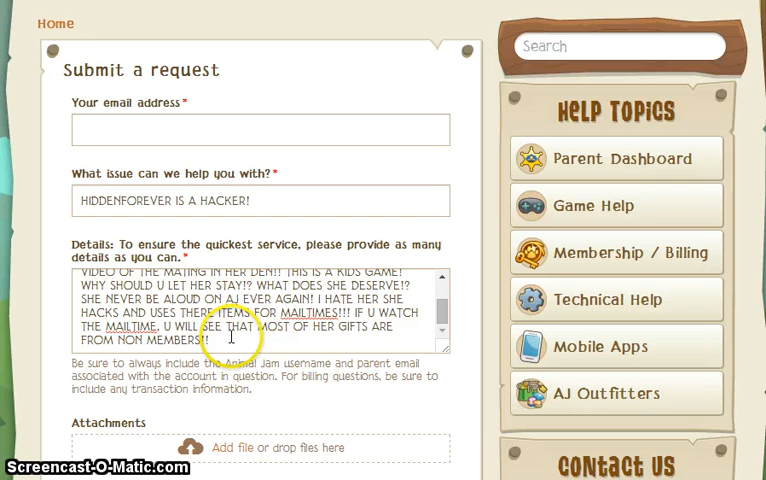 Home
Submit a request
Your email address*
What issue can we help you with?*
HIDDENFOREVER IS A HACKER!
Details: To ensure the quickest service, please provide as many
details as you can.*
VIDEO OF THE MATING IN HER DEN!! THIS IS A KIDS GAME!
WHY SHOULD U LET HER STAY!? WHAT DOES SHE DESERVE!?
SHE NEVER BE ALOUD ON AJ EVER AGAIN! I HATE HER SHE
HACKS AND USES THERE ITEMS FOR MAILTIMES!!! IF U WATCH
THE MAILTIME, U WILL SEE THAT MOST OF HER GIFTS ARE
FROM NON MEMBERS!!
Be sure to always include the Animal Jam username and parent email
associated with the account in question. For billing questions, be sure to
include any transaction information.
Attachments
Add file or drop files here
Search
HELP TOPICS
Parent Dashboard
Game Help
Membership / Billing
Technical Help
Mobile Apps
AJ Outfitters
CONTACT US
Screencast-O-Matic.com